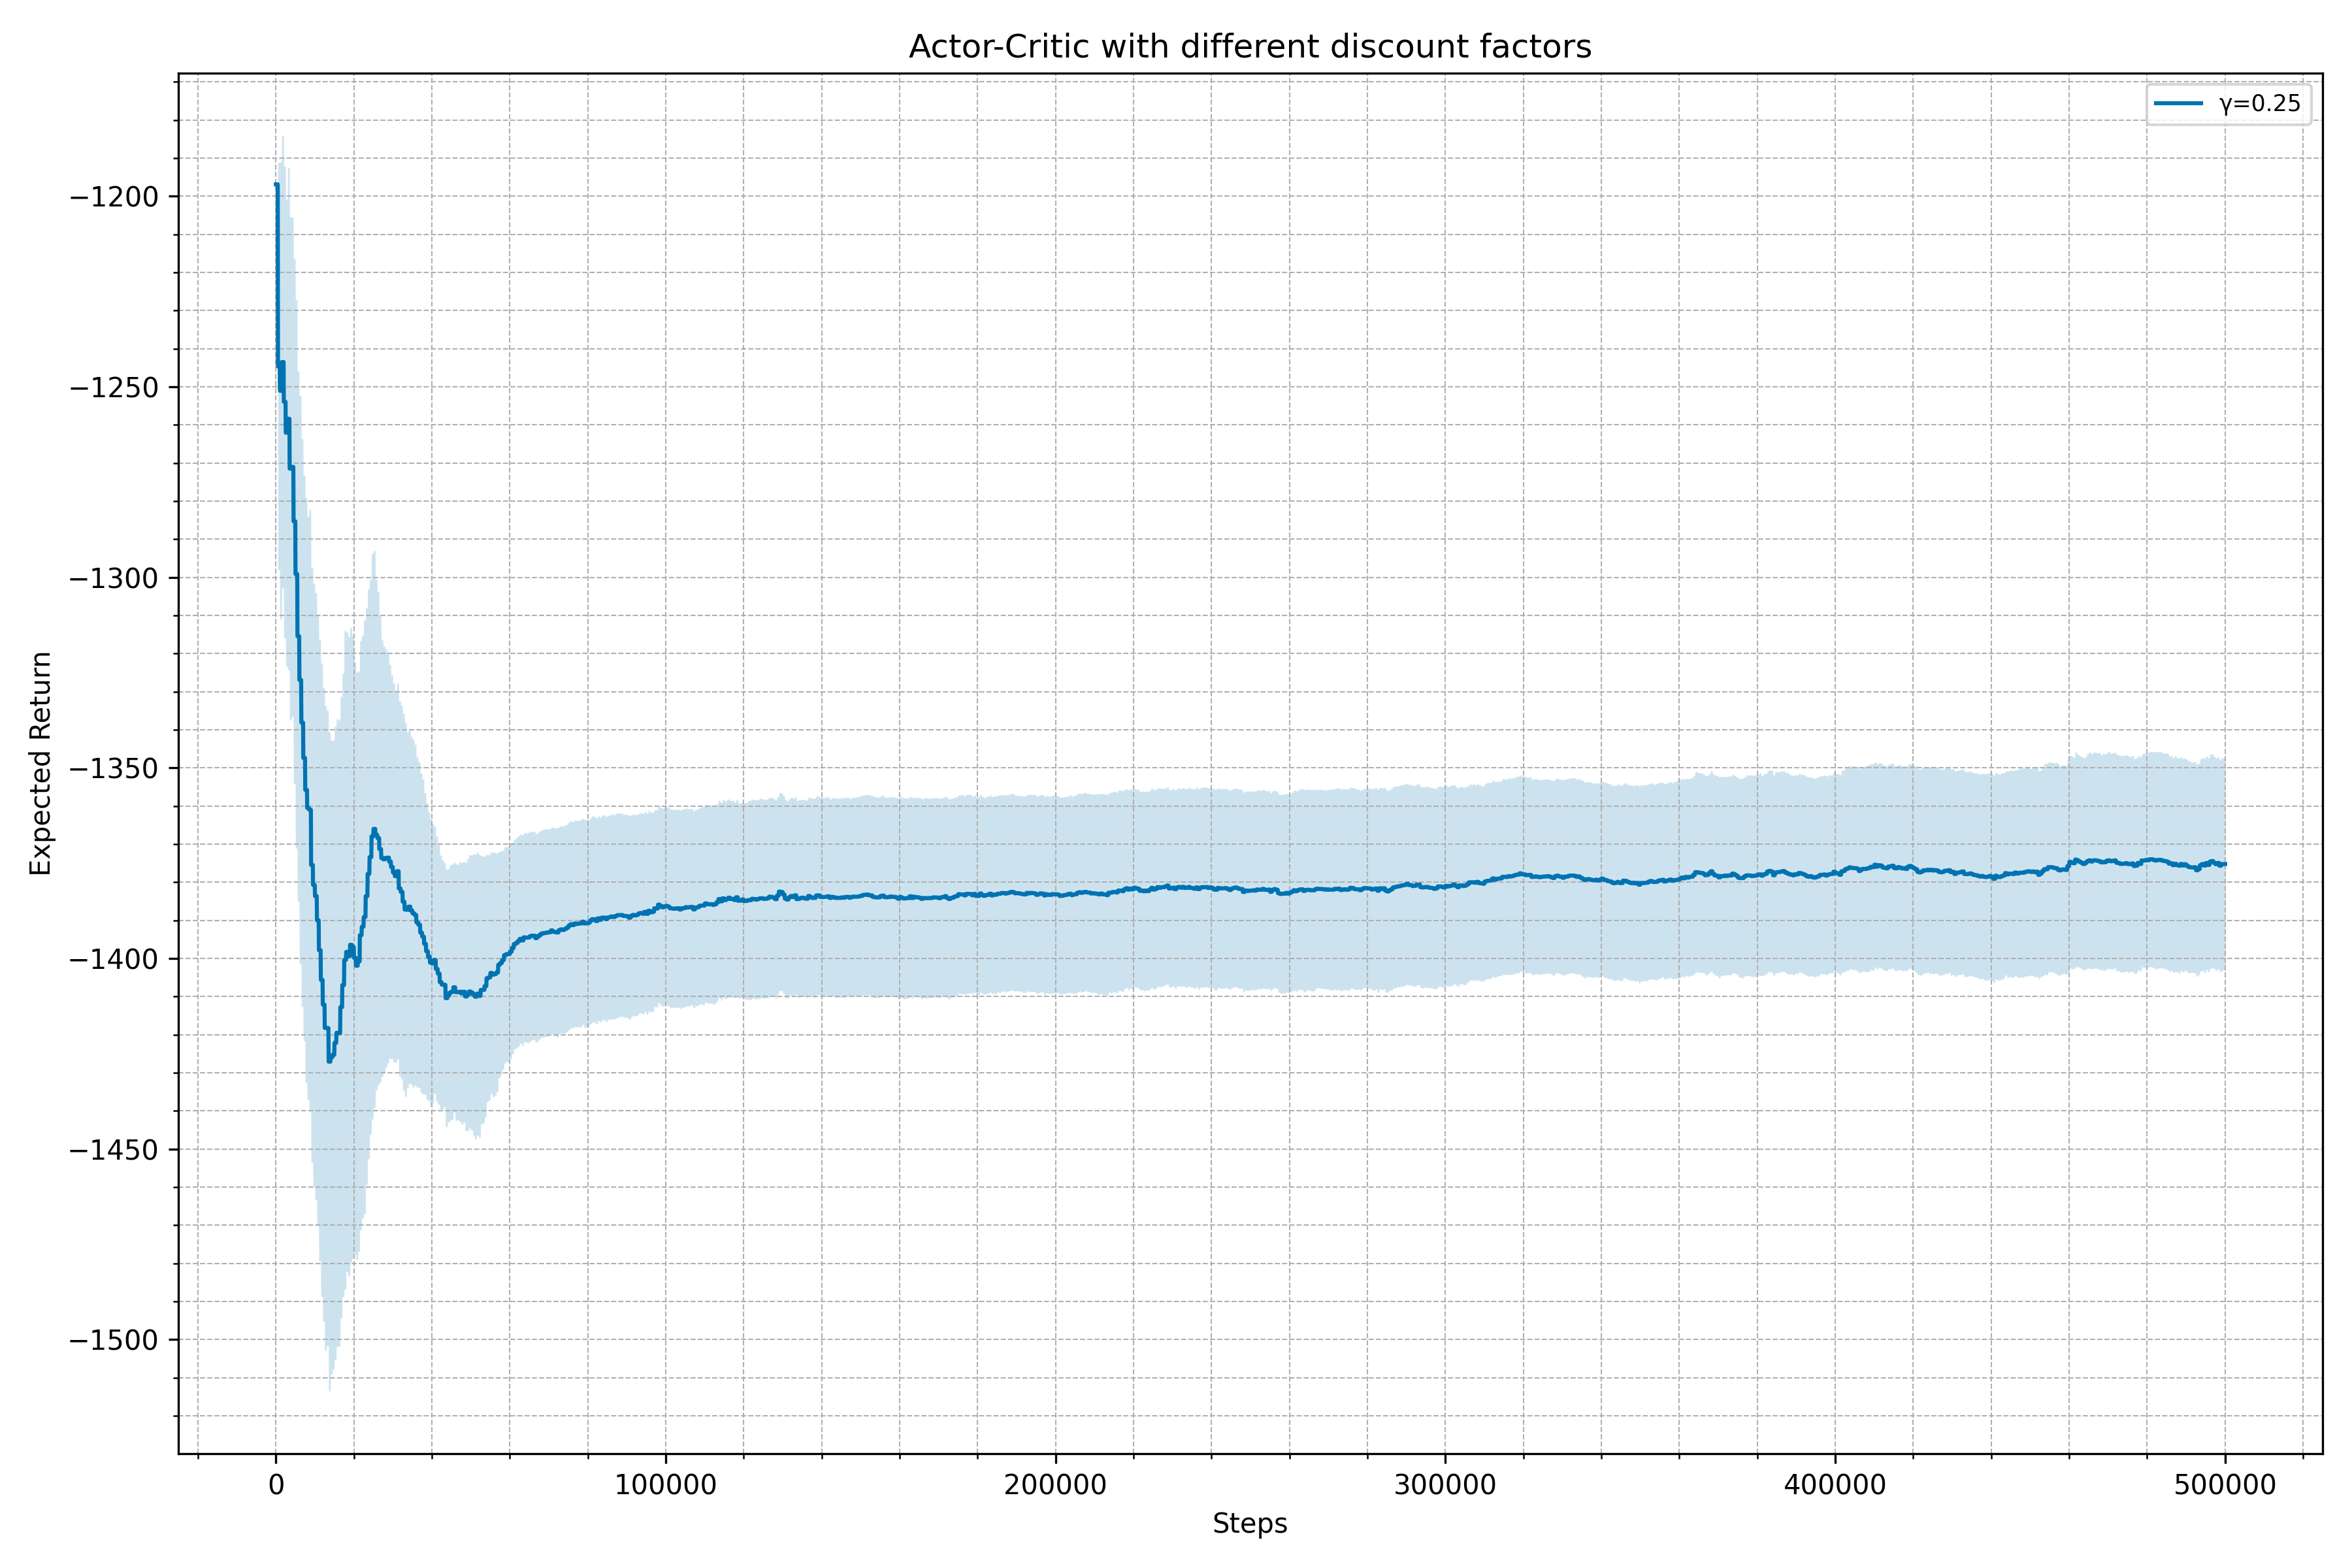 Actor-Critic with different discount factors
γ=0.25
Expected Return
−1200
−1250
−1300
−1350
−1400
−1450
−1500
0 100000 200000 300000 400000 500000
Steps